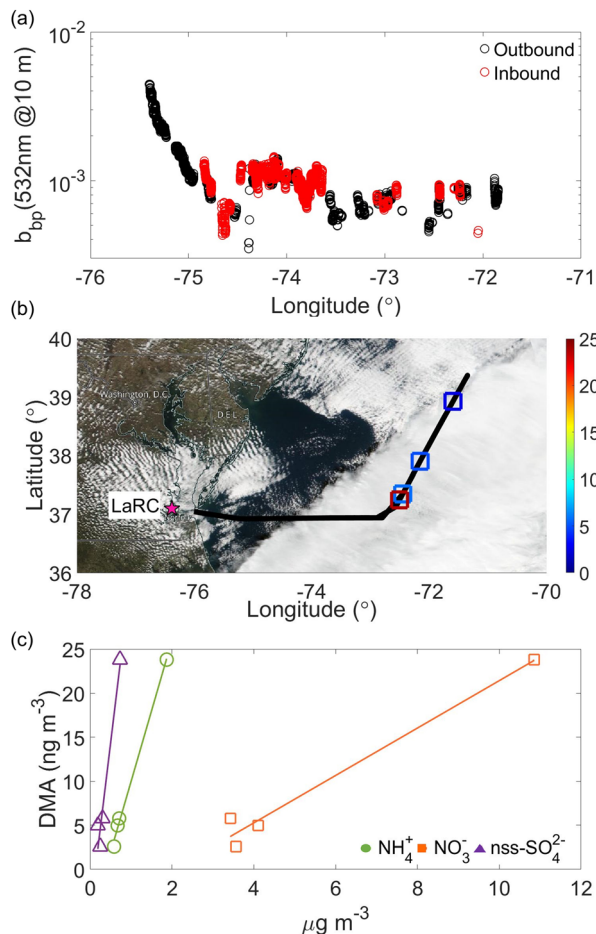 (a)
10^-2
10^-3
b_bp(532nm @10 m)
Outbound
Inbound
-76 -75 -74 -73 -72 -71
Longitude (°)
(b)
40
39
38
37
36
Latitude (°)
Washington, D.C.
DEL
LaRC
-78 -76 -74 -72 -70
Longitude (°)
25
20
15
10
5
0
(c)
25
20
15
10
5
0
DMA (ng m^-3)
NH_4^+ NO_3^- nss-SO_4^2-
0 2 4 6 8 10 12
μg m^-3